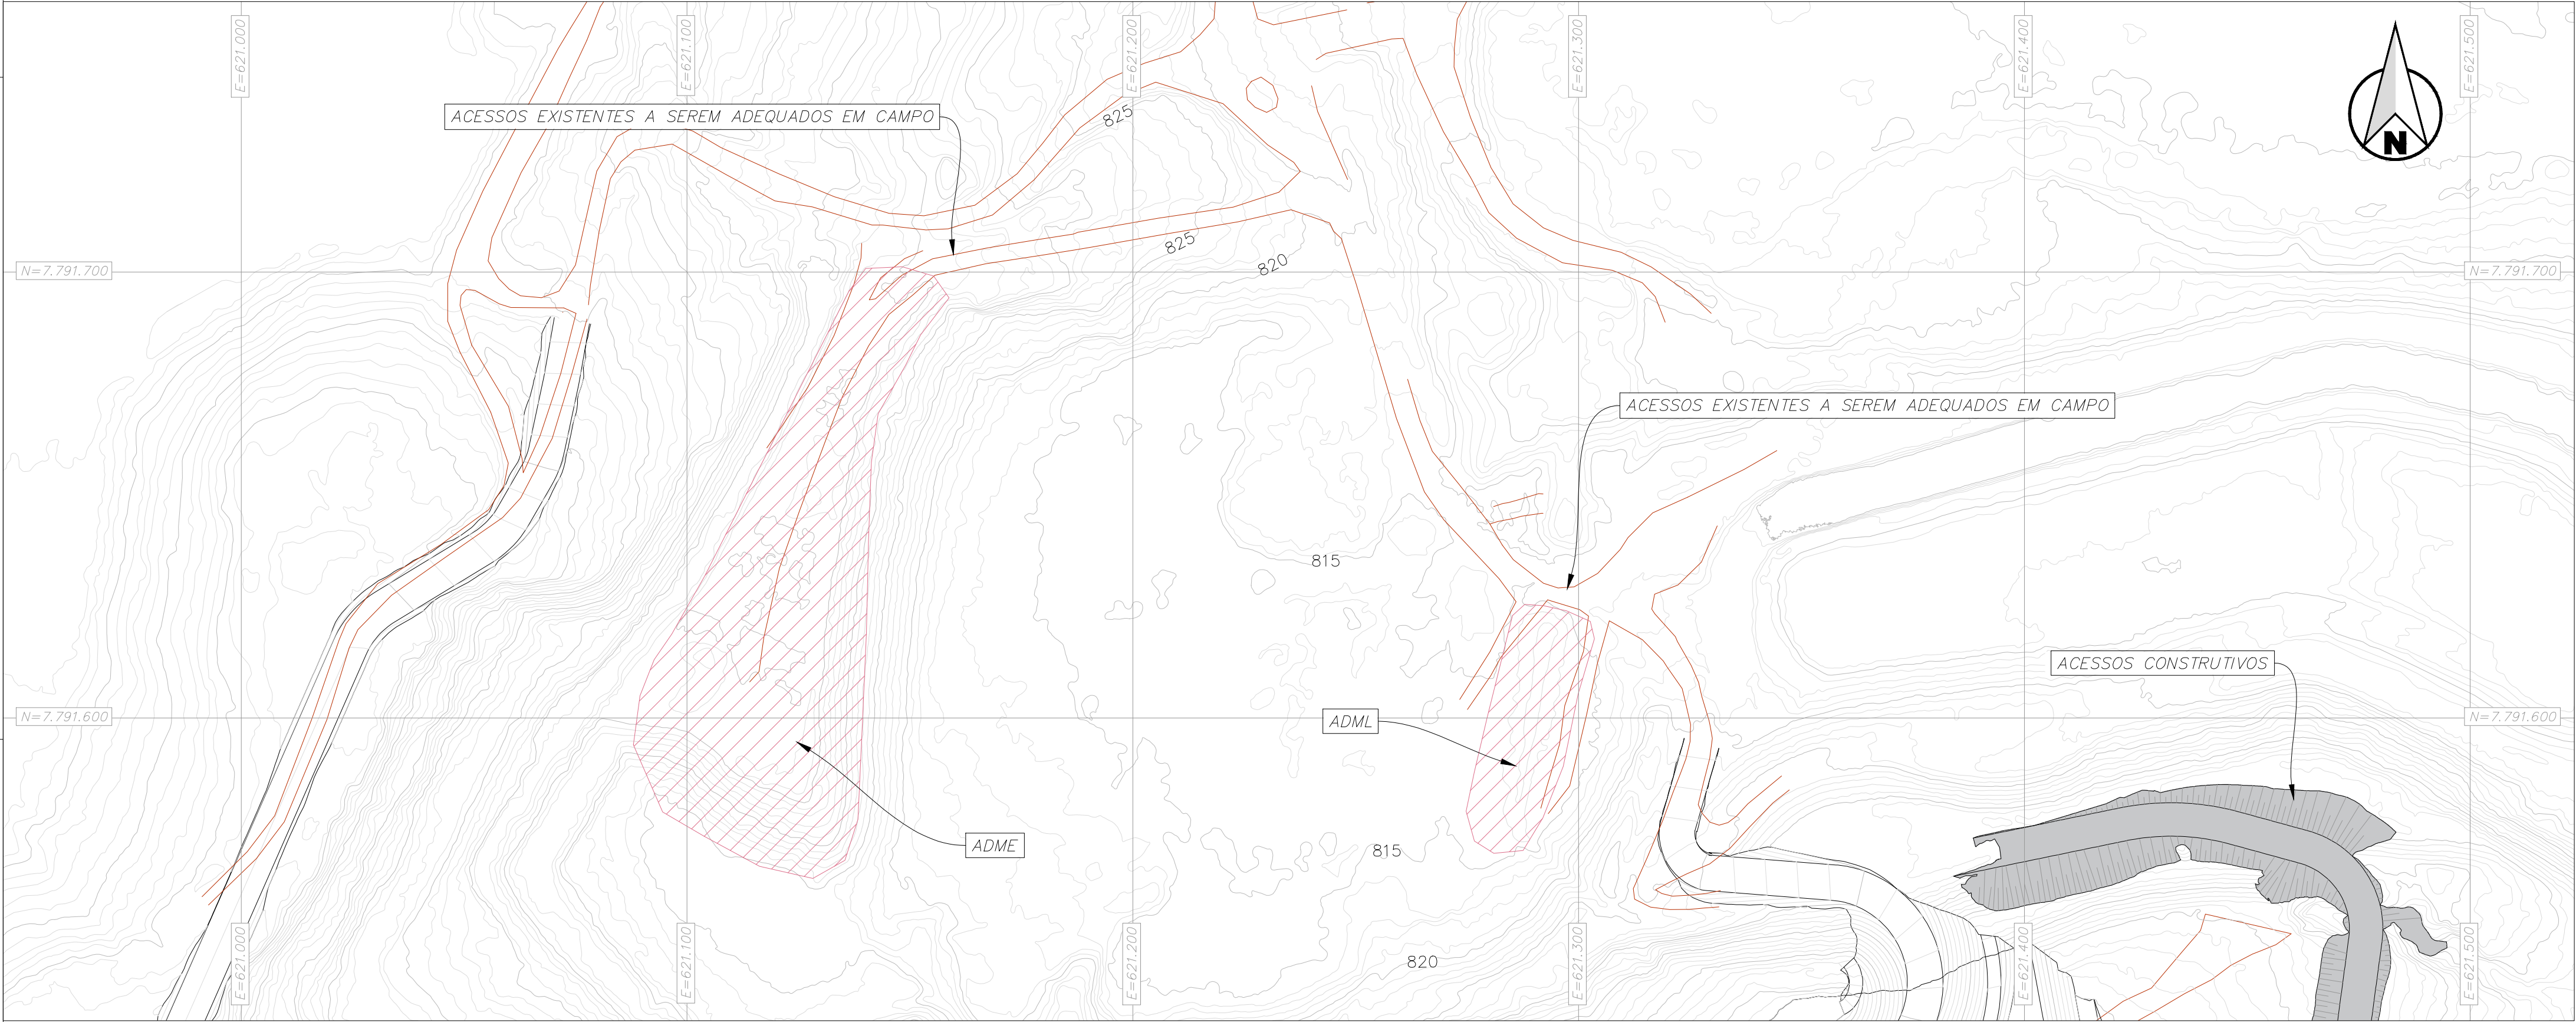 E=621.000
E=621.100
E=621.200
E=621.300
E=621.400
E=621.500
N
ACESSOS EXISTENTES A SEREM ADEQUADOS EM CAMPO
825
825
820
N=7.791.700
N=7.791.700
ACESSOS EXISTENTES A SEREM ADEQUADOS EM CAMPO
815
ACESSOS CONSTRUTIVOS
N=7.791.600
ADML
N=7.791.600
ADME
815
820
E=621.000
E=621.100
E=621.200
E=621.300
E=621.400
E=621.500